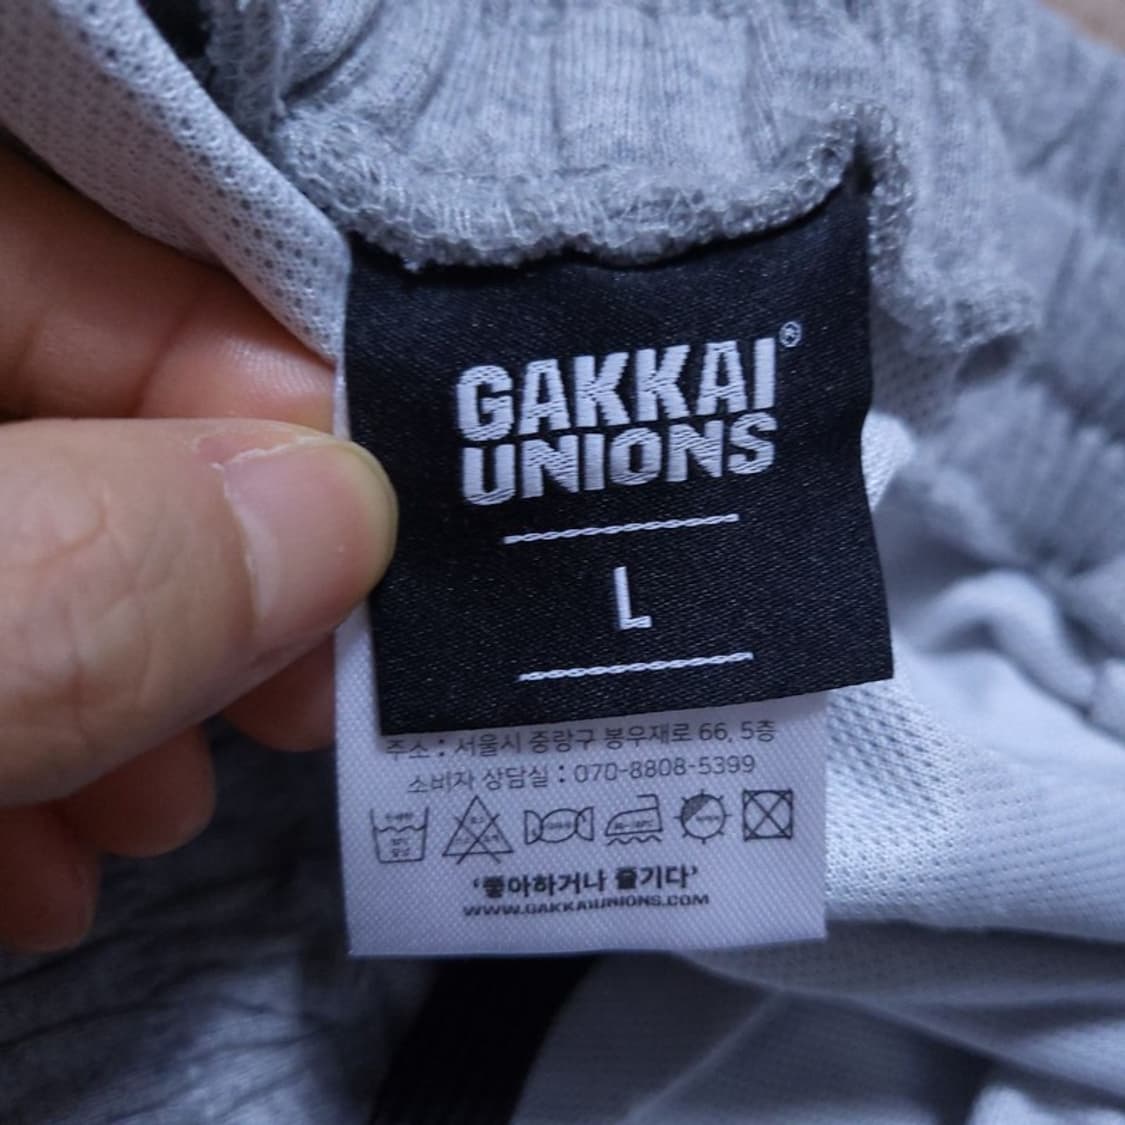 GAKKAI®
UNIONS
L
주소 : 서울시 중랑구 봉우재로 66, 5층
소비자 상담실 : 070-8808-5399
'좋아하거나 즐기다'
WWW.GAKKAIUNIONS.COM